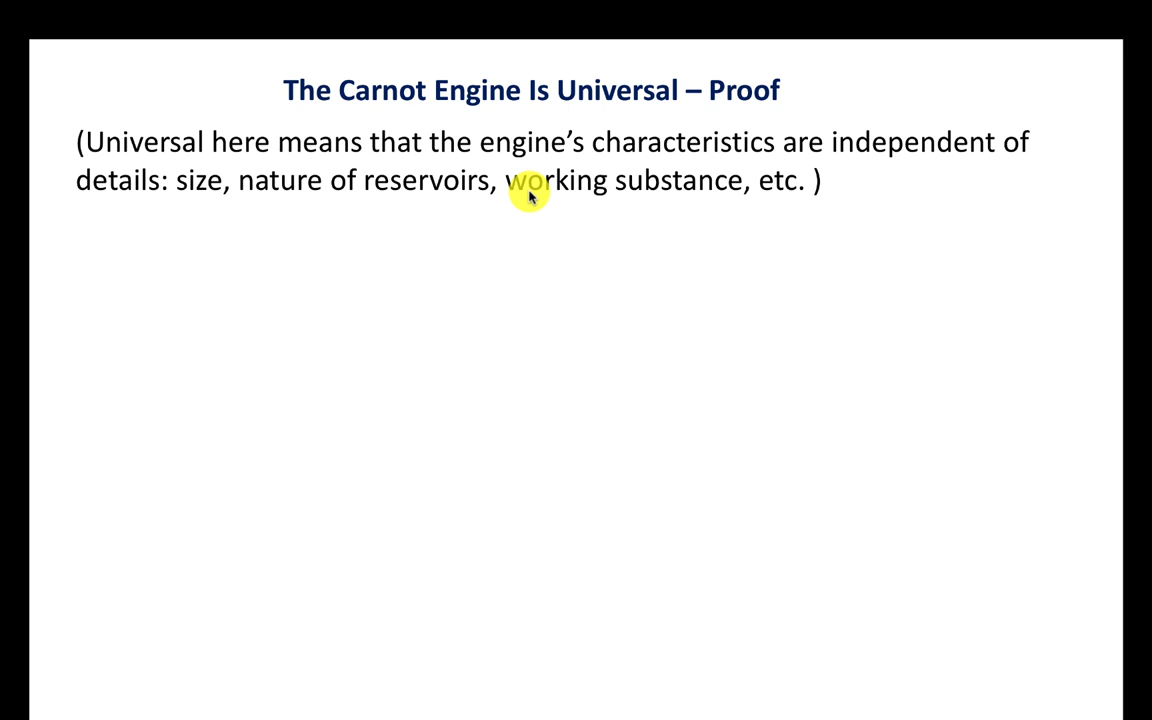 The Carnot Engine Is Universal – Proof
(Universal here means that the engine’s characteristics are independent of
details: size, nature of reservoirs, working substance, etc. )